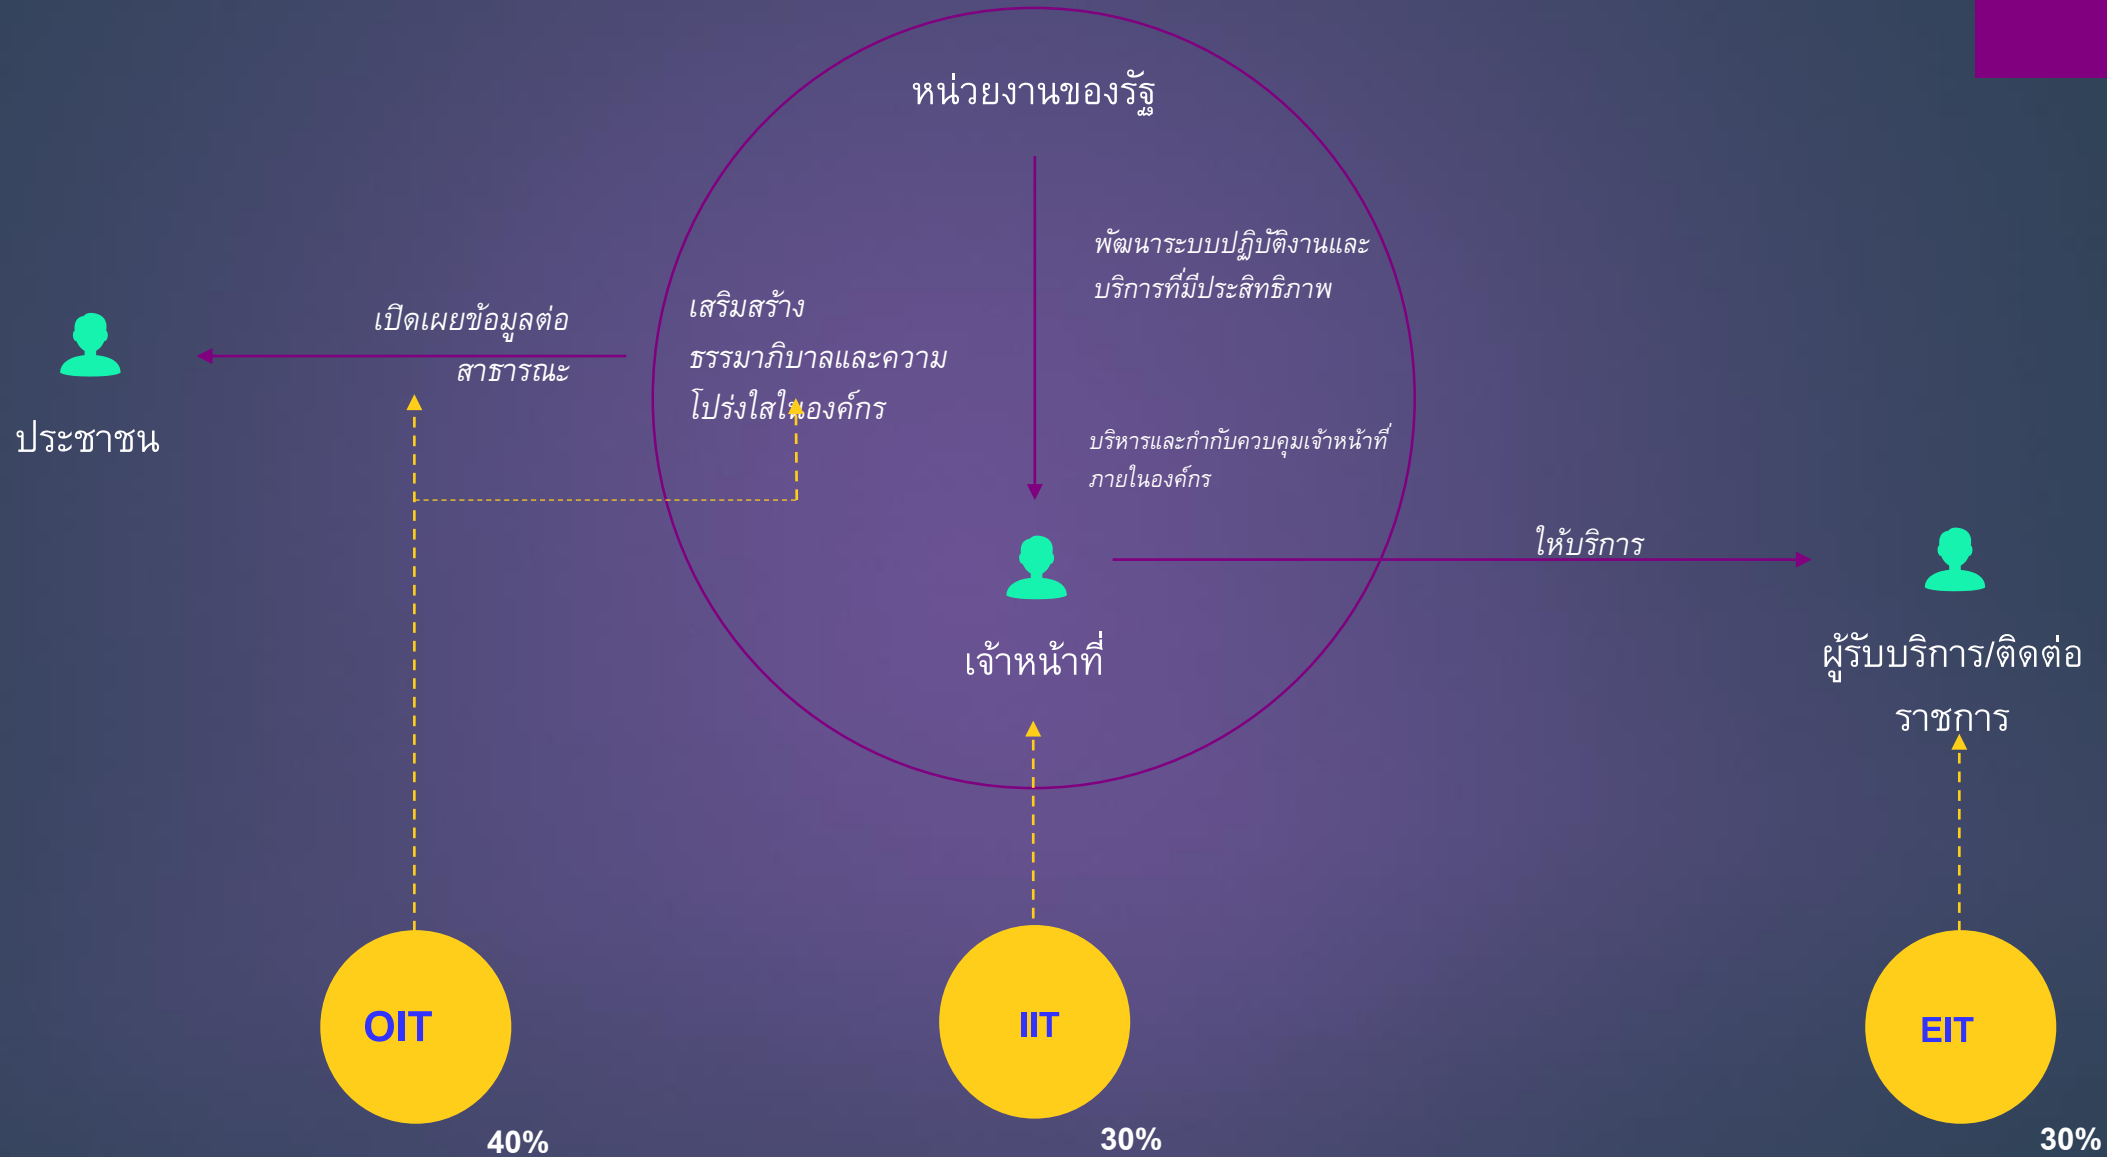 หน่วยงานของรัฐ
พัฒนาระบบปฏิบัติงานและ
บริการที่มีประสิทธิภาพ
เปิดเผยข้อมูลต่อ
สาธารณะ
เสริมสร้าง
ธรรมาภิบาลและความ
โปร่งใสในองค์กร
ประชาชน
บริหารและกำกับควบคุมเจ้าหน้าที่
ภายในองค์กร
ให้บริการ
เจ้าหน้าที่
ผู้รับบริการ/ติดต่อ
ราชการ
OIT
IIT
EIT
40%
30%
30%